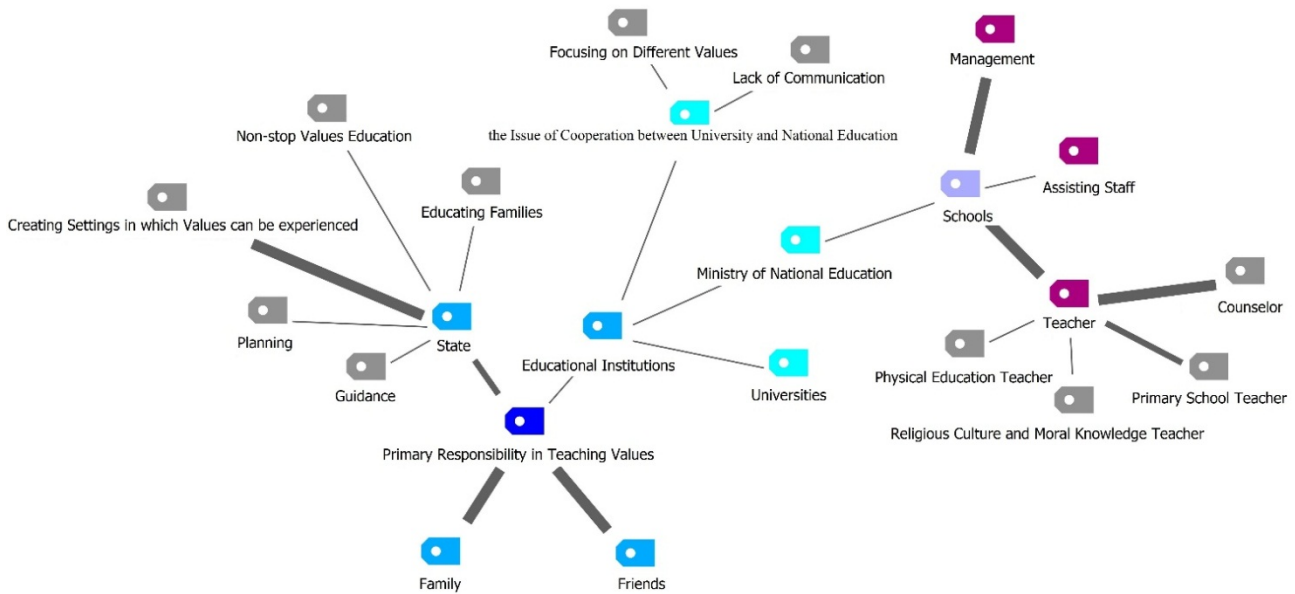 Focusing on Different Values
Management
Lack of Communication
Non-stop Values Education
the Issue of Cooperation between University and National Education
Assisting Staff
Educating Families
Schools
Creating Settings in which Values can be experienced
Ministry of National Education
Counselor
Teacher
Planning
State
Educational Institutions
Physical Education Teacher
Guidance
Universities
Primary School Teacher
Religious Culture and Moral Knowledge Teacher
Primary Responsibility in Teaching Values
Family
Friends